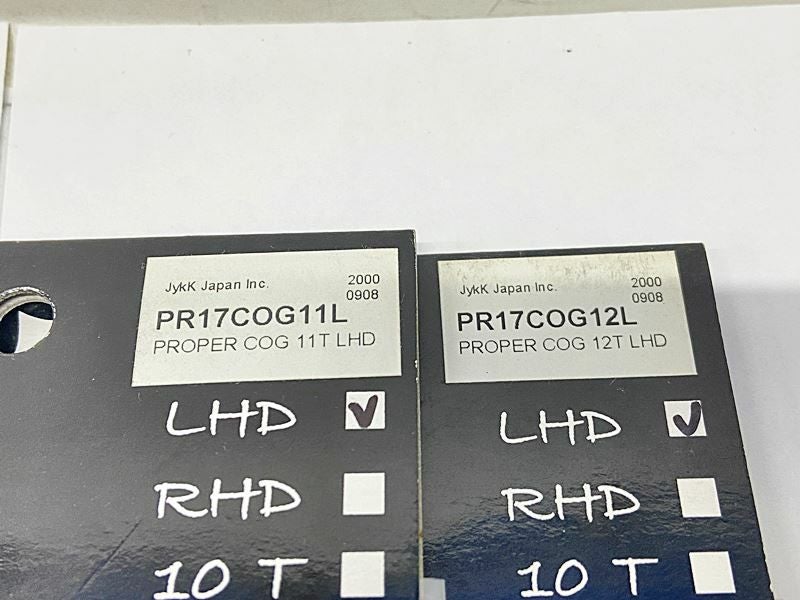 JykK Japan Inc. 2000
0908
PR17COG11L
PROPER COG 11T LHD
LHD
RHD
10 T
JykK Japan Inc. 2000
0908
PR17COG12L
PROPER COG 12T LHD
LHD
RHD
10 T